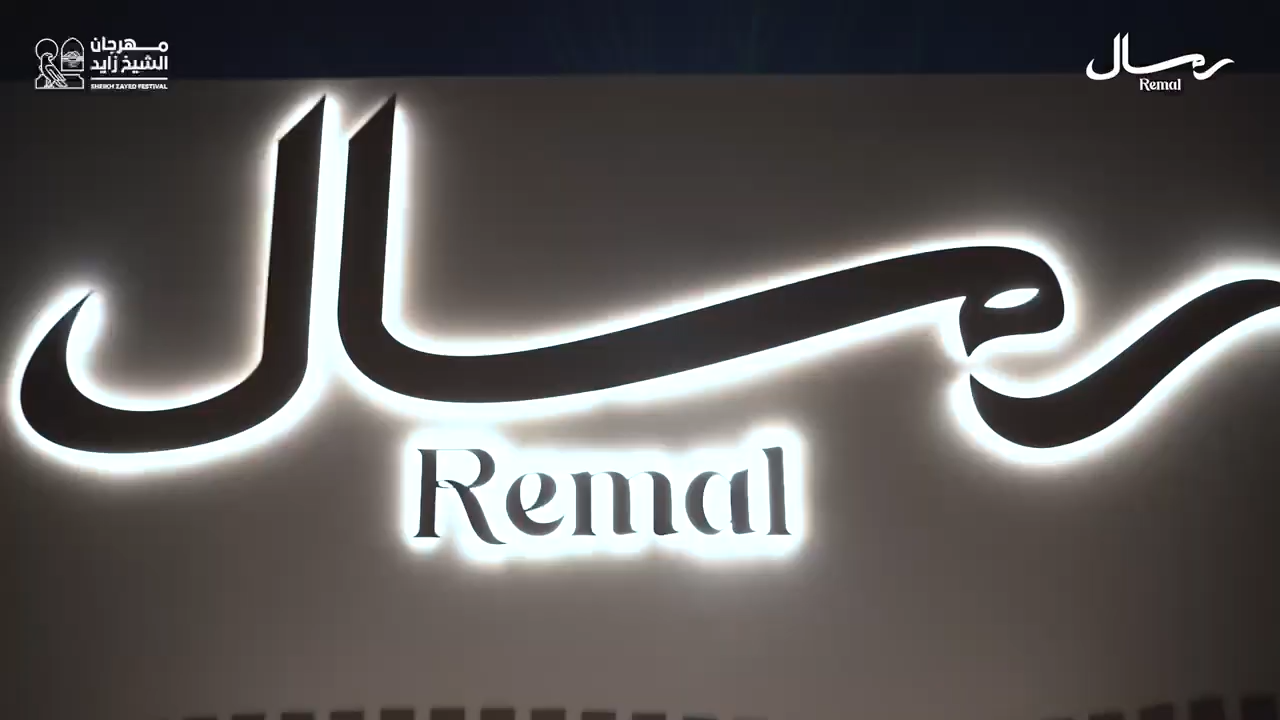 مهرجان
الشيخ زايد
SHEIKH ZAYED FESTIVAL
رمال
Remal
رمال
Remal